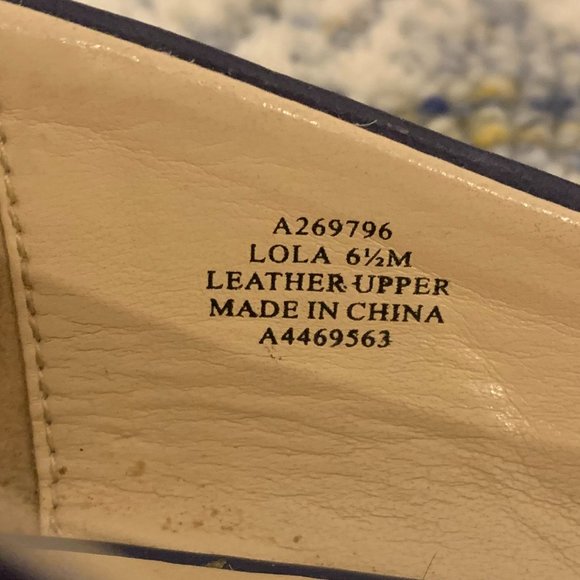 A269796
LOLA 6½M
LEATHER UPPER
MADE IN CHINA
A4469563